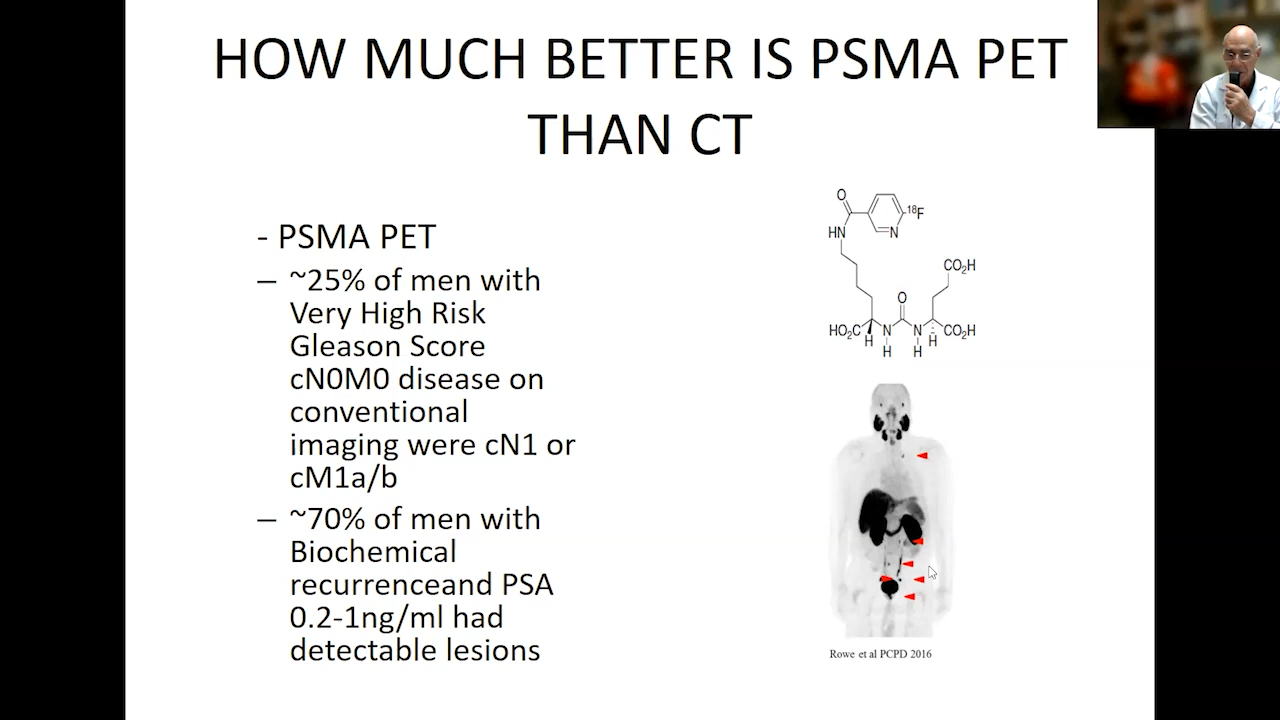 HOW MUCH BETTER IS PSMA PET
THAN CT
- PSMA PET
– ~25% of men with
Very High Risk
Gleason Score
cN0M0 disease on
conventional
imaging were cN1 or
cM1a/b
– ~70% of men with
Biochemical
recurrenceand PSA
0.2-1ng/ml had
detectable lesions
O
18F
HN
N
CO2H
O
HO2C
N
N
CO2H
H
H
H
H
Rowe et al PCPD 2016